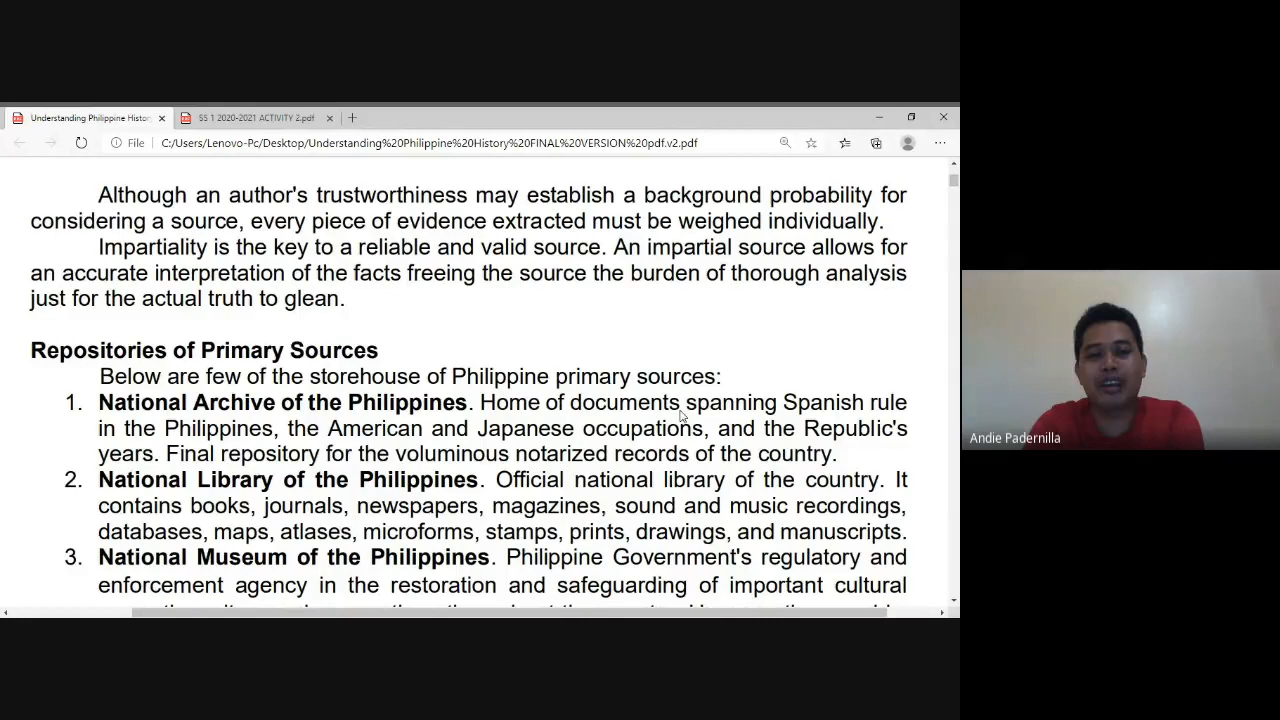 Understanding Philippine Histor
SS 1 2020-2021 ACTIVITY 2.pdf
File
C:/Users/Lenovo-Pc/Desktop/Understanding%20Philippine%20History%20FINAL%20VERSION%20pdf.v2.pdf
Although an author's trustworthiness may establish a background probability for
considering a source, every piece of evidence extracted must be weighed individually.
Impartiality is the key to a reliable and valid source. An impartial source allows for
an accurate interpretation of the facts freeing the source the burden of thorough analysis
just for the actual truth to glean.
Repositories of Primary Sources
Below are few of the storehouse of Philippine primary sources:
1. National Archive of the Philippines. Home of documents spanning Spanish rule
in the Philippines, the American and Japanese occupations, and the Republic's
years. Final repository for the voluminous notarized records of the country.
2. National Library of the Philippines. Official national library of the country. It
contains books, journals, newspapers, magazines, sound and music recordings,
databases, maps, atlases, microforms, stamps, prints, drawings, and manuscripts.
3. National Museum of the Philippines. Philippine Government's regulatory and
enforcement agency in the restoration and safeguarding of important cultural
Andie Padernilla